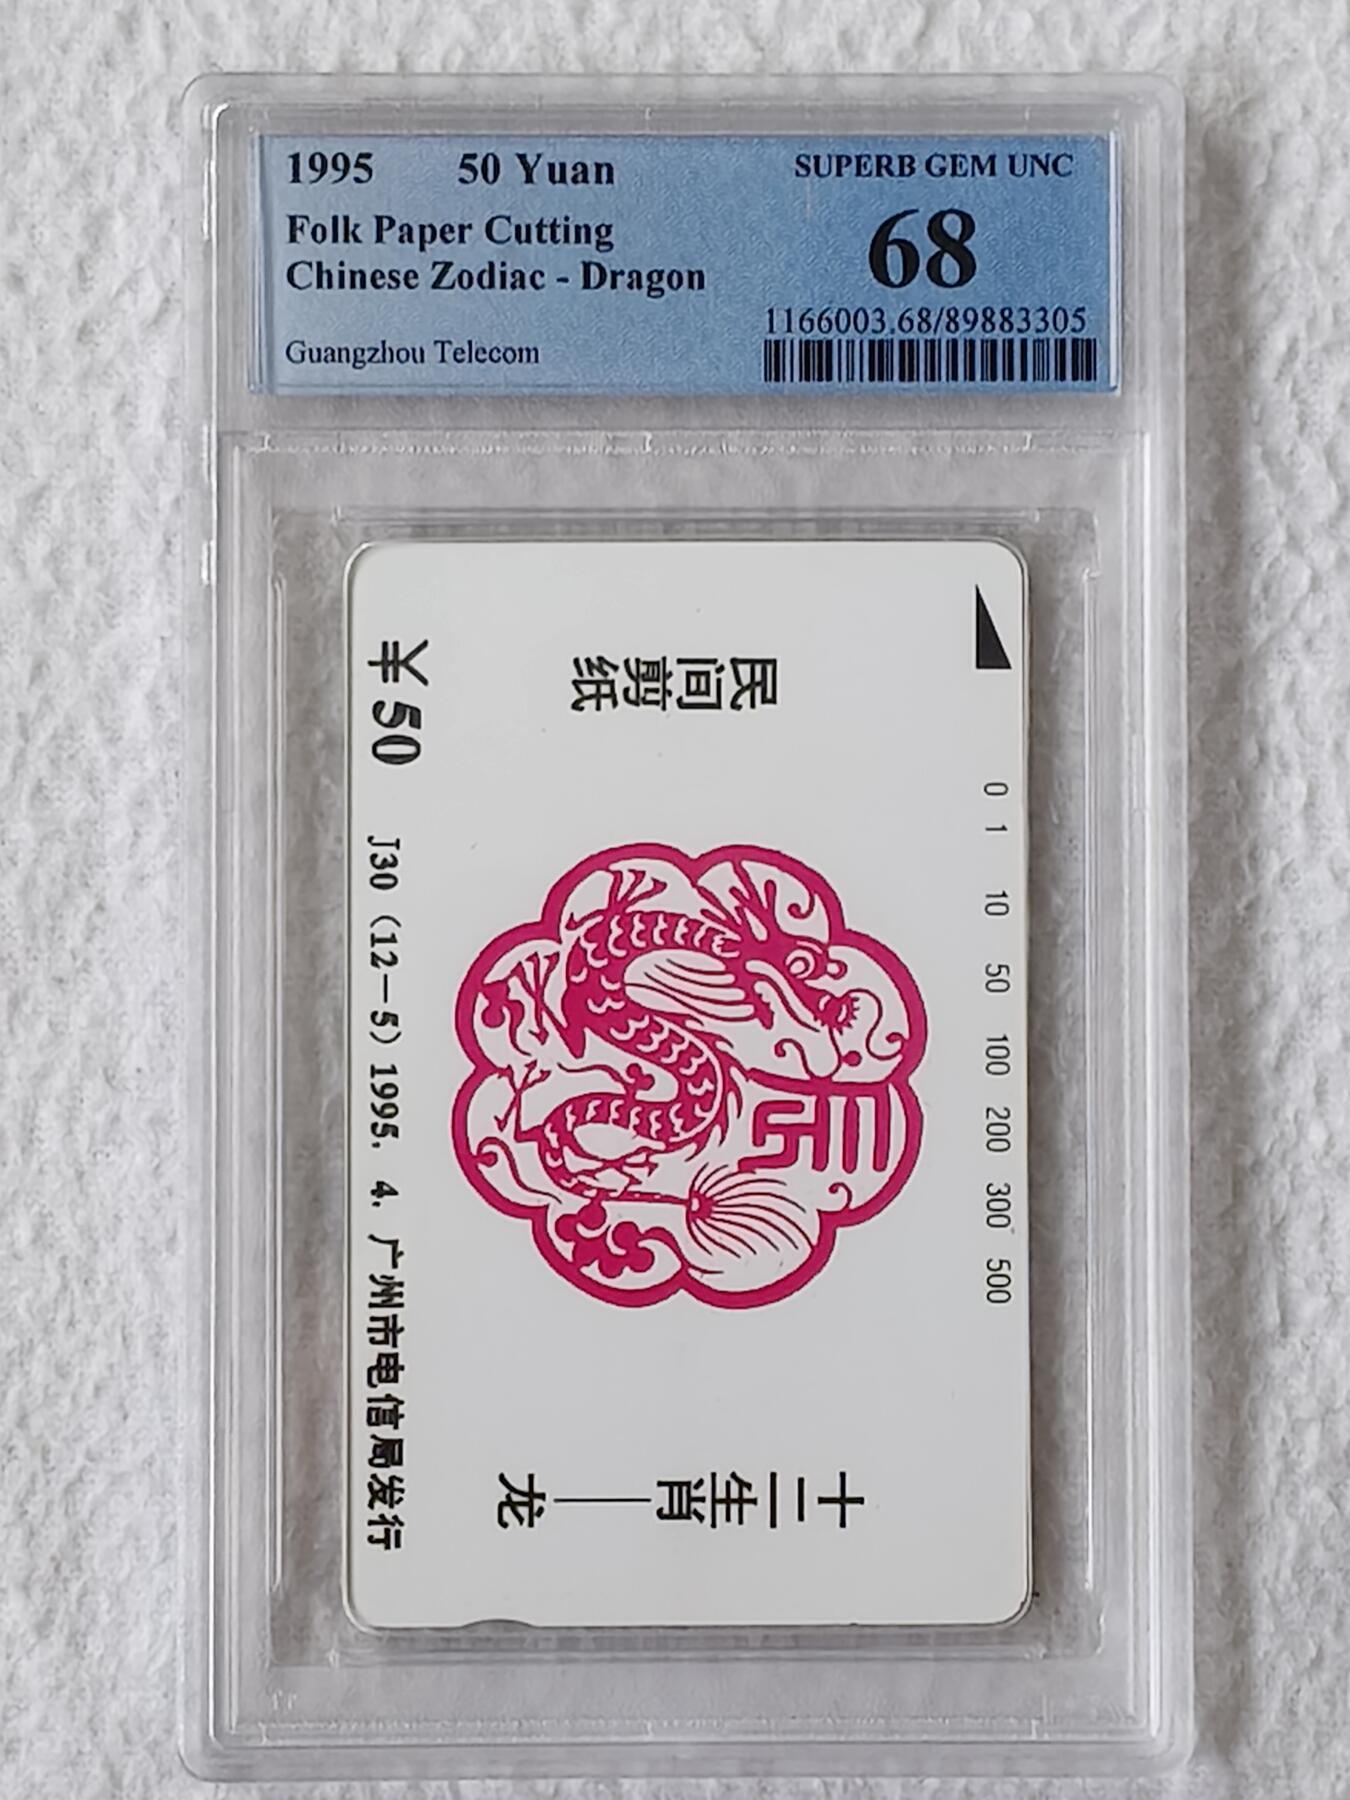 1995 50 Yuan
Folk Paper Cutting
Chinese Zodiac - Dragon
Guangzhou Telecom
SUPERB GEM UNC
68
1166003.68/89883305
0 1 10 50 100 200 300 500
民间剪纸
辰
十二生肖——龙
¥50 J30（12—5）1995．4．广州市电信局发行